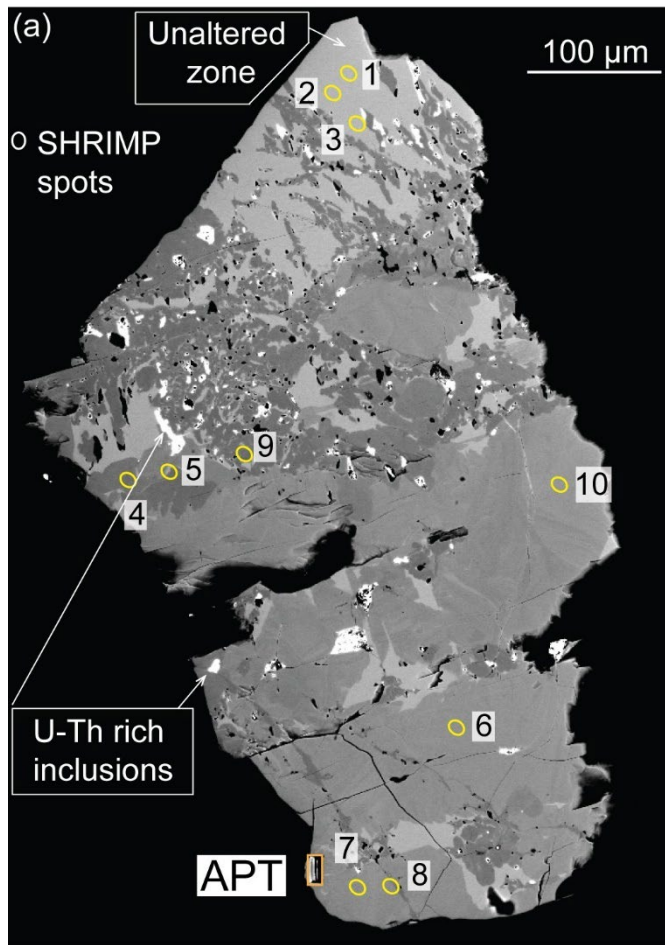 (a)
Unaltered
zone
100 µm
1
2
3
SHRIMP
spots
9
5
10
4
6
U-Th rich
inclusions
7
APT
8